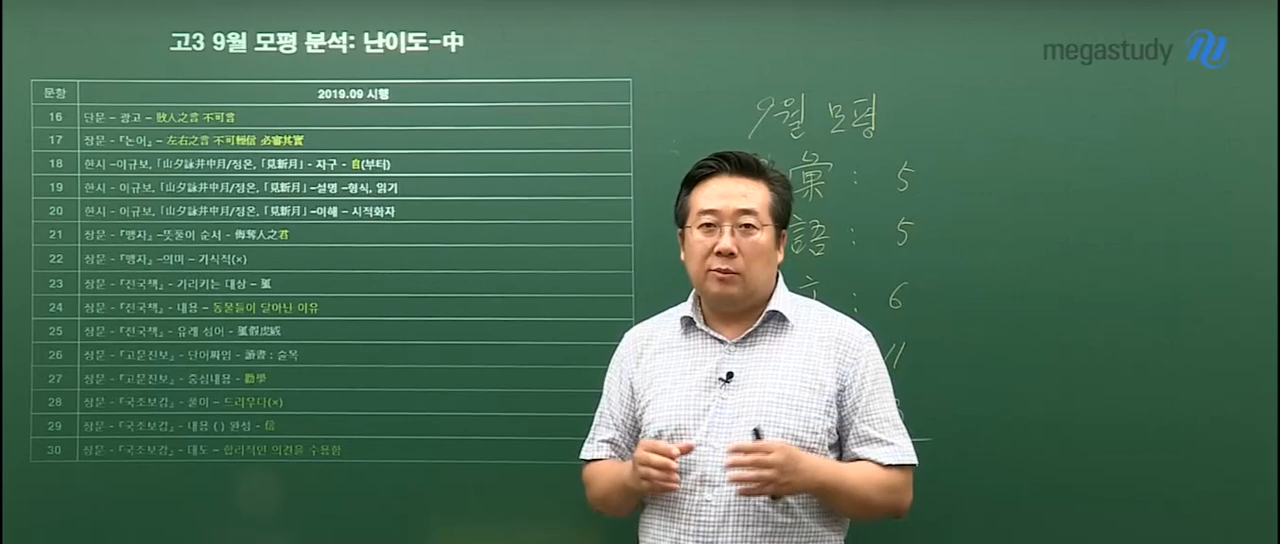 고3 9월 모평 분석: 난이도-中
megastudy
문항 2019.09 시행
16 단문 – 광고 – 人之言 不可言
17 장문 - 『논어』 – 左右之言 不可輕信 必審其實
18 한시 –이규보, 「山夕詠井中月/정온, 「見新月」 - 자구 - 自(부터)
19 한시 - 이규보, 「山夕詠井中月/정온, 「見新月」 –설명 –형식, 읽기
20 한시 - 이규보, 「山夕詠井中月/정온, 「見新月」 –이해 – 시적화자
21 장문 - 『맹자』 –뜻풀이 순서 - 侮奪人之君
22 장문 - 『맹자』 –의미 – 가식적(×)
23 장문 - 『전국책』 – 가리키는 대상 – 狐
24 장문 - 『전국책』 – 내용 – 동물들이 달아난 이유
25 장문 - 『전국책』 – 유래 성어 - 狐假虎威
26 장문 - 『고문진보』 - 단어짜임 - 讀書 : 술목
27 장문 - 『고문진보』 - 중심내용 - 勸學
28 장문 - 『국조보감』 - 풀이 – 드리우다(×)
29 장문 - 『국조보감』 - 내용 ( ) 완성 - 信
30 장문 - 『국조보감』 - 태도 – 합리적인 의견을 수용함
9월 모평
: 5
語 : 5
: 6
11